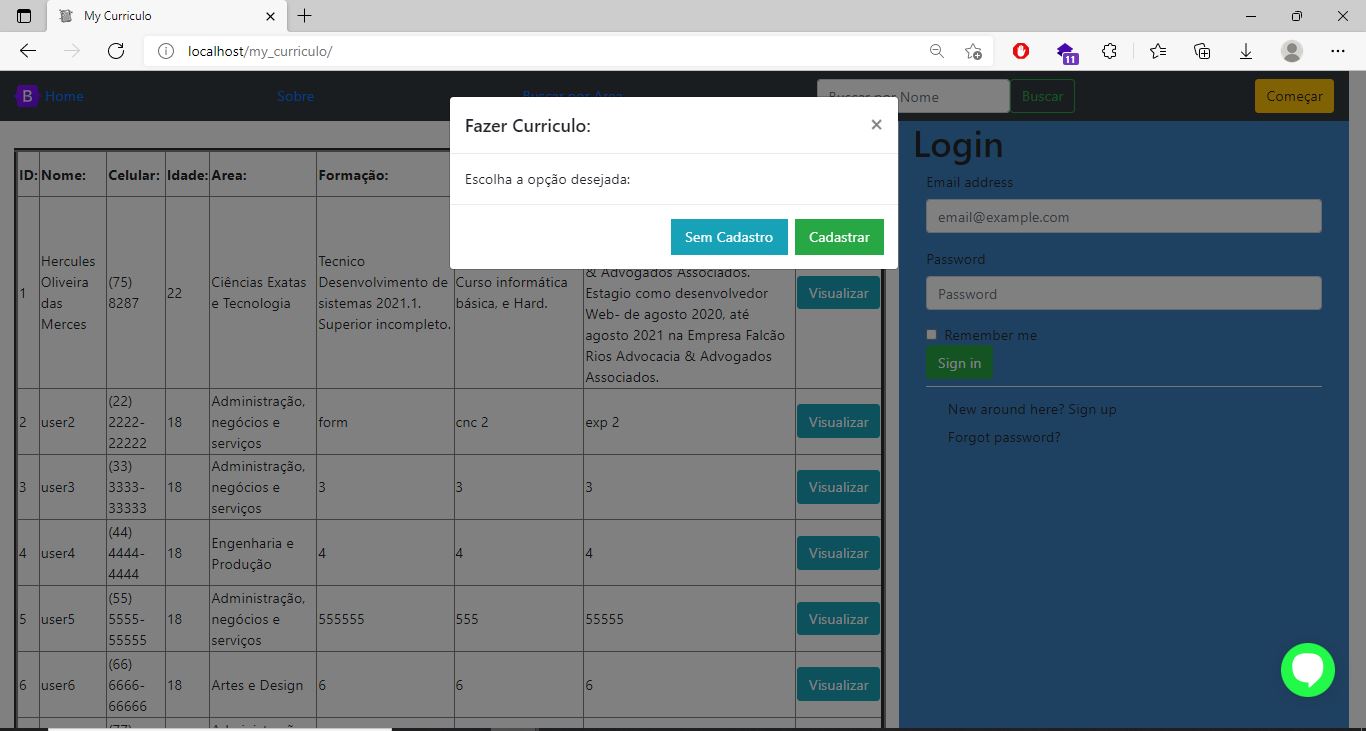 My Curriculo
localhost/my_curriculo/
11
B Home Sobre Buscar por Area Buscar por Nome Buscar Começar
Fazer Curriculo: ×
Escolha a opção desejada:
Sem Cadastro Cadastrar
ID: Nome: Celular: Idade: Area: Formação:
1
Hercules
Oliveira
das
Merces
(75)
8287
22
Ciências Exatas
e Tecnologia
Tecnico
Desenvolvimento de
sistemas 2021.1.
Superior incompleto.
Curso informática
básica, e Hard.
& Advogados Associados.
Estagio como desenvolvedor
Web- de agosto 2020, até
agosto 2021 na Empresa Falcão
Rios Advocacia & Advogados
Associados.
Visualizar
2
user2
(22)
2222-
22222
18
Administração,
negócios e
serviços
form
cnc 2
exp 2
Visualizar
3
user3
(33)
3333-
33333
18
Administração,
negócios e
serviços
3
3
3
Visualizar
4
user4
(44)
4444-
4444
18
Engenharia e
Produção
4
4
4
Visualizar
5
user5
(55)
5555-
55555
18
Administração,
negócios e
serviços
555555
555
55555
Visualizar
6
user6
(66)
6666-
66666
18
Artes e Design
6
6
6
Visualizar
Login
Email address
email@example.com
Password
Password
Remember me
Sign in
New around here? Sign up
Forgot password?